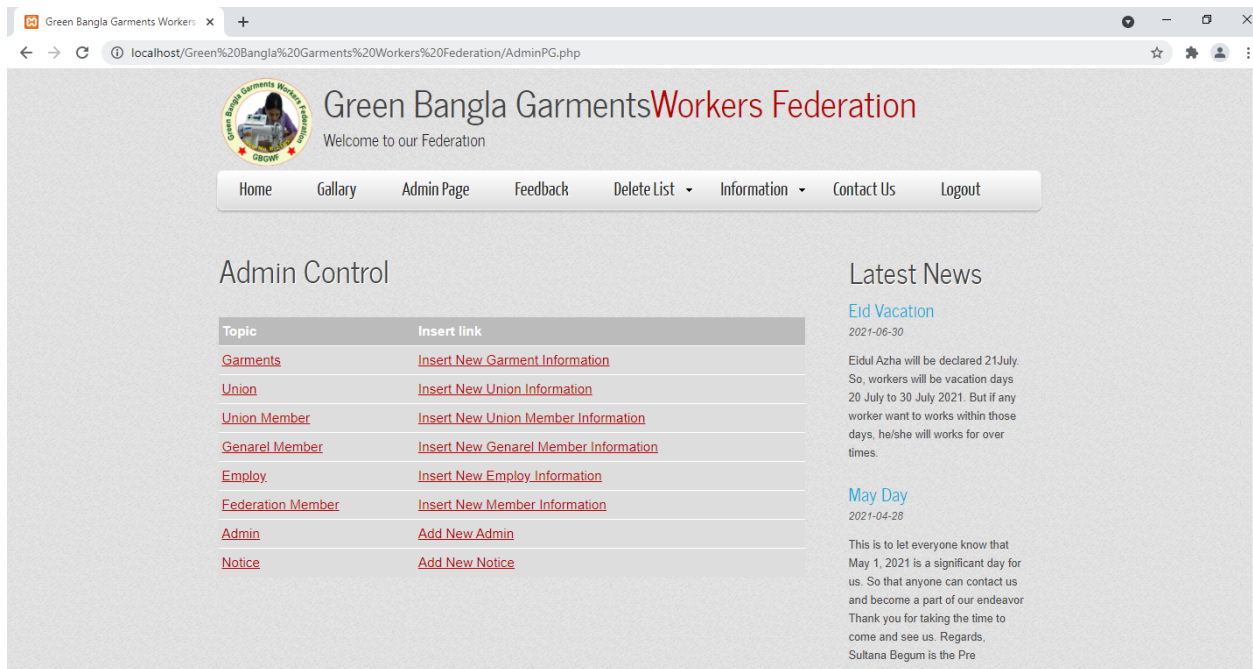 Green Bangla Garments Workers
localhost/Green%20Bangla%20Garments%20Workers%20Federation/AdminPG.php
Green Bangla Garments Workers Federation
GBGWF
Green Bangla GarmentsWorkers Federation
Welcome to our Federation
Home Gallary Admin Page Feedback Delete List Information Contact Us Logout
Admin Control
Topic Insert link
Garments Insert New Garment Information
Union Insert New Union Information
Union Member Insert New Union Member Information
Genarel Member Insert New Genarel Member Information
Employ Insert New Employ Information
Federation Member Insert New Member Information
Admin Add New Admin
Notice Add New Notice
Latest News
Eid Vacation
2021-06-30
Eidul Azha will be declared 21July.
So, workers will be vacation days
20 July to 30 July 2021. But if any
worker want to works within those
days, he/she will works for over
times.
May Day
2021-04-28
This is to let everyone know that
May 1, 2021 is a significant day for
us. So that anyone can contact us
and become a part of our endeavor
Thank you for taking the time to
come and see us. Regards,
Sultana Begum is the Pre